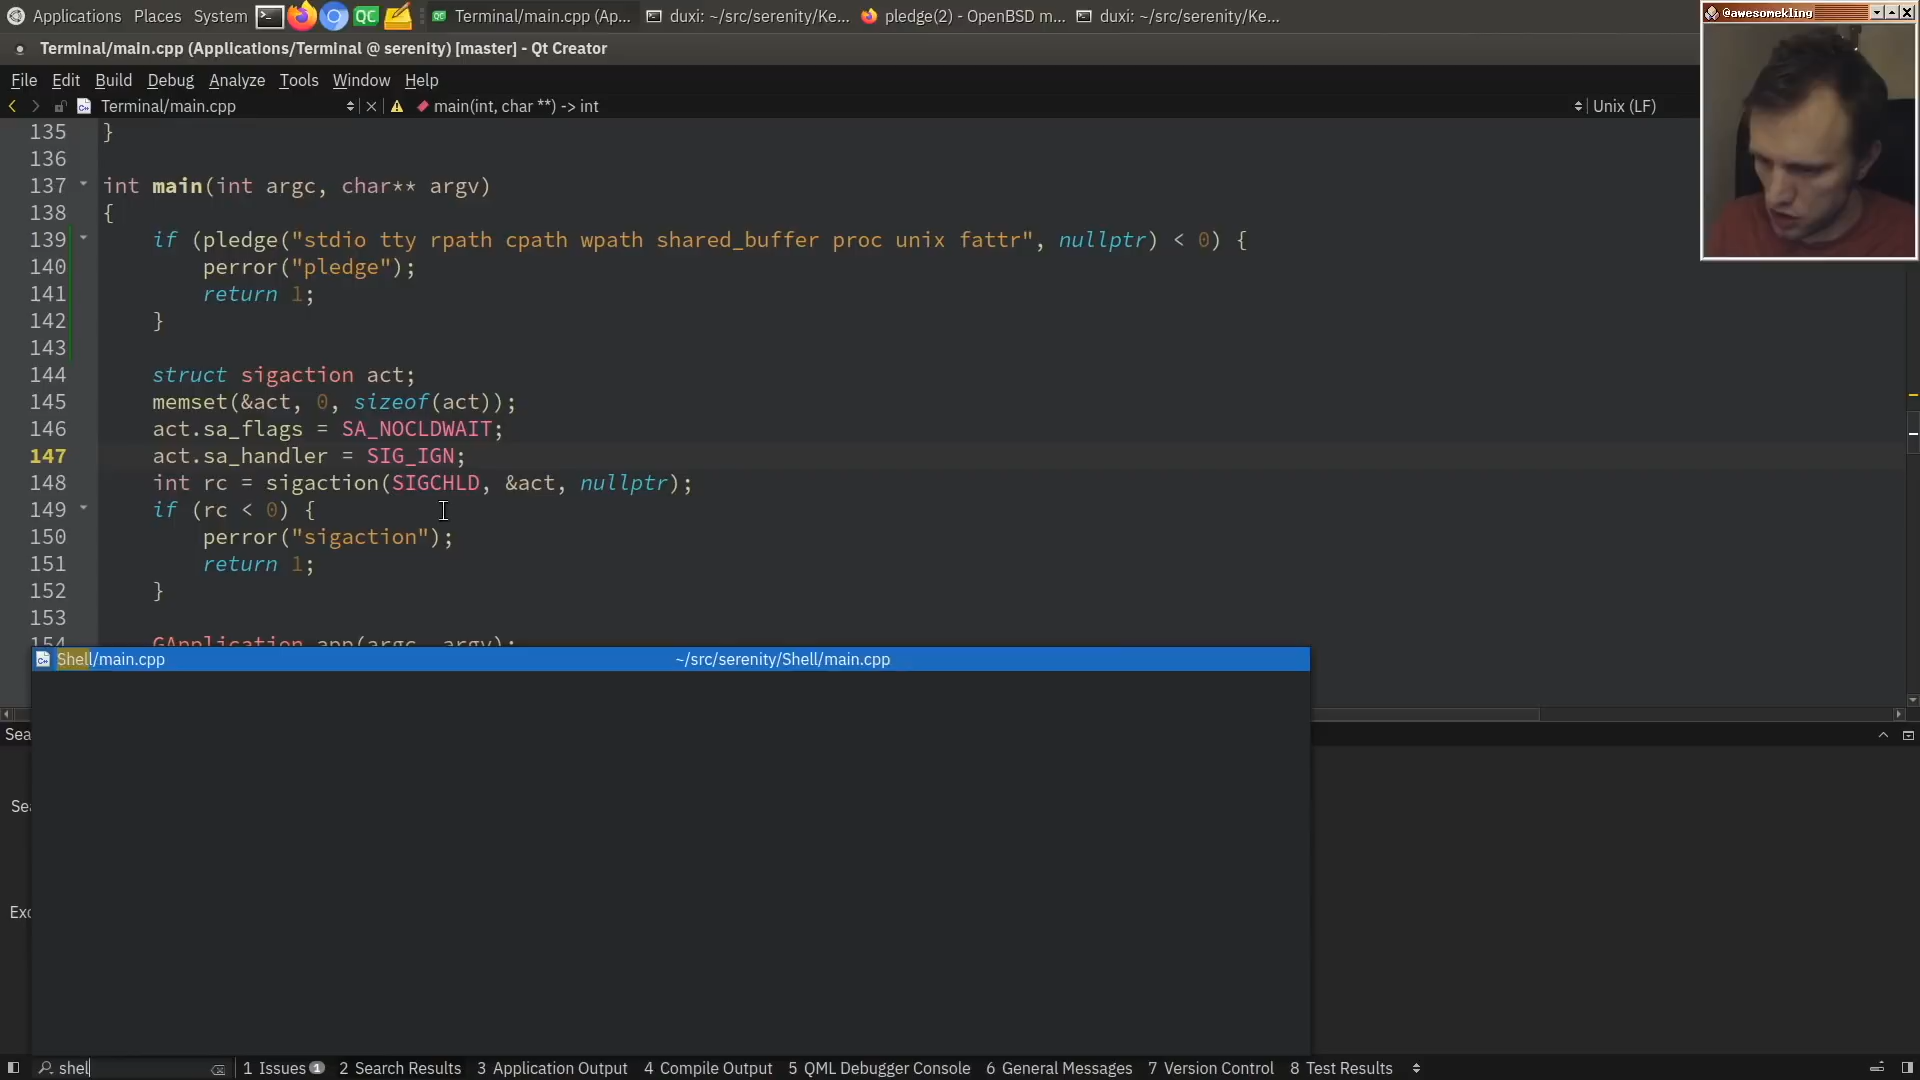 Applications Places System QC Terminal/main.cpp (Ap... duxi: ~/src/serenity/Ke... pledge(2) - OpenBSD m... duxi: ~/src/serenity/Ke... @awesomekling
Terminal/main.cpp (Applications/Terminal @ serenity) [master] - Qt Creator
File Edit Build Debug Analyze Tools Window Help
Terminal/main.cpp main(int, char **) -> int Unix (LF)
135 }
136
137 int main(int argc, char** argv)
138 {
139 if (pledge("stdio tty rpath cpath wpath shared_buffer proc unix fattr", nullptr) < 0) {
140 perror("pledge");
141 return 1;
142 }
143
144 struct sigaction act;
145 memset(&act, 0, sizeof(act));
146 act.sa_flags = SA_NOCLDWAIT;
147 act.sa_handler = SIG_IGN;
148 int rc = sigaction(SIGCHLD, &act, nullptr);
149 if (rc < 0) {
150 perror("sigaction");
151 return 1;
152 }
153
154 GApplication app(argc, argv);
Shell/main.cpp ~/src/serenity/Shell/main.cpp
Sea
Sea
Exc
shel 1 Issues 1 2 Search Results 3 Application Output 4 Compile Output 5 QML Debugger Console 6 General Messages 7 Version Control 8 Test Results